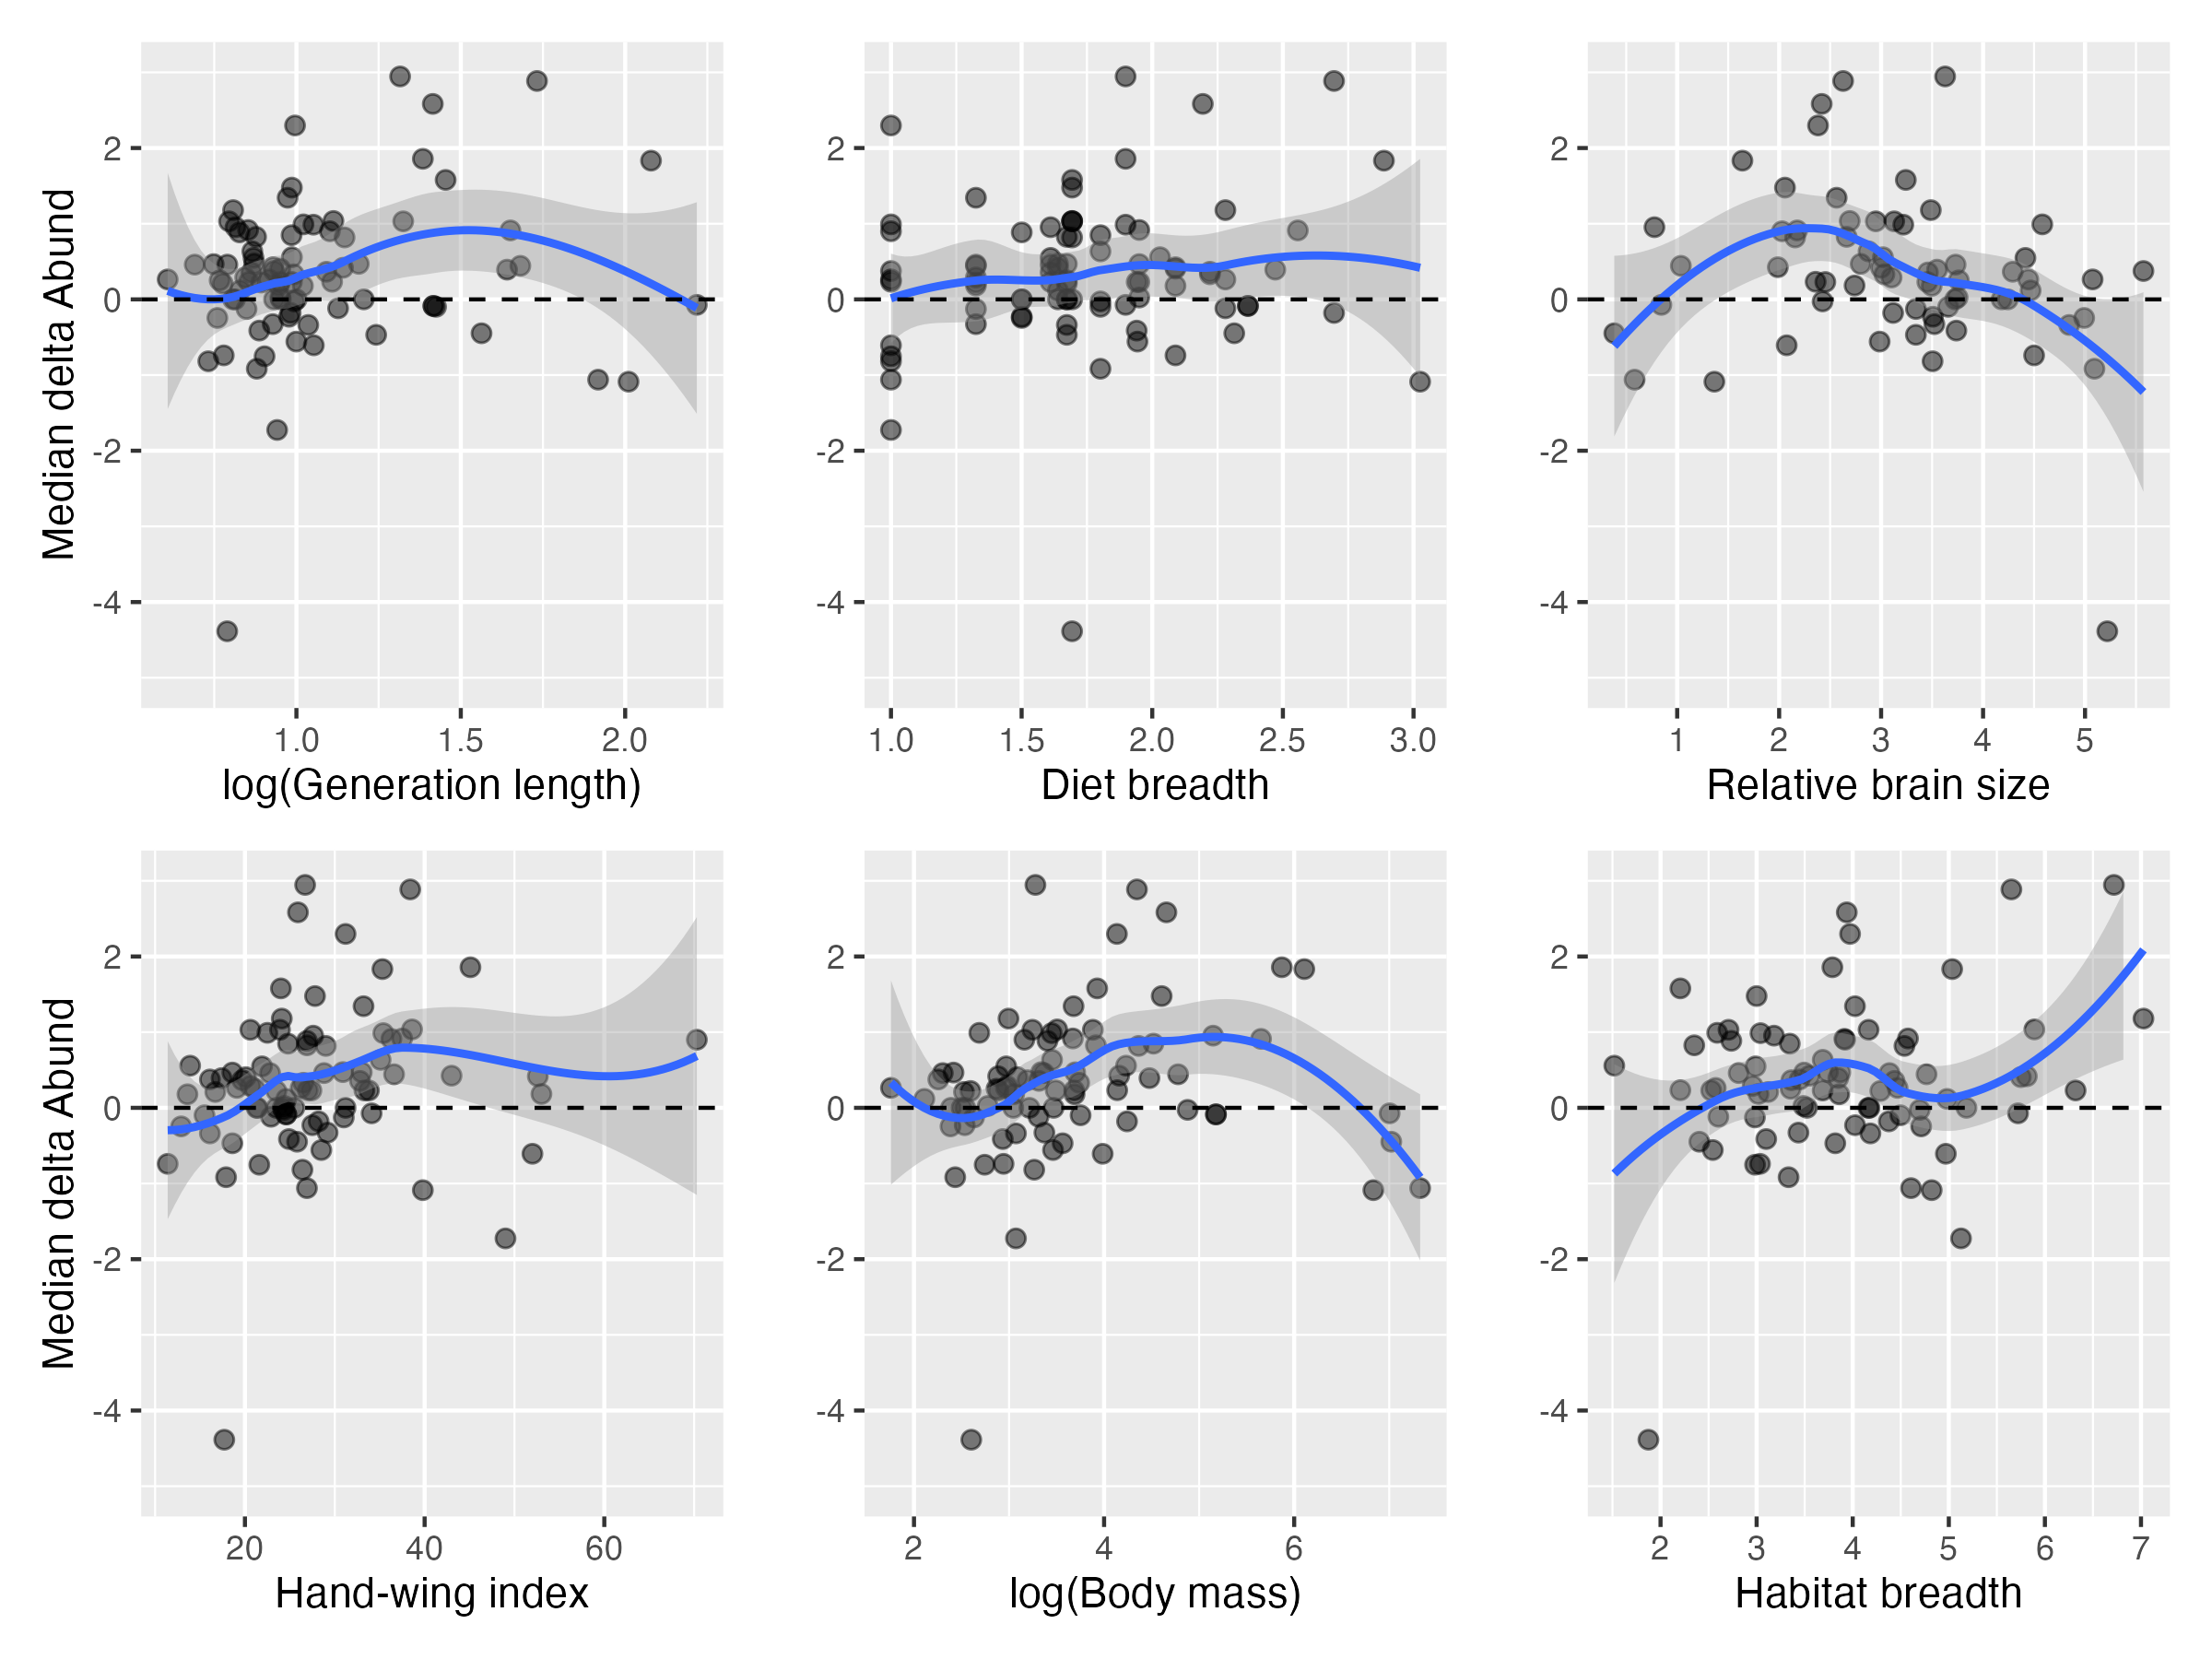 Median delta Abund
2
0
-2
-4
1.0 1.5 2.0
log(Generation length)
2
0
-2
-4
1.0 1.5 2.0 2.5 3.0
Diet breadth
2
0
-2
-4
1 2 3 4 5
Relative brain size
Median delta Abund
2
0
-2
-4
20 40 60
Hand-wing index
2
0
-2
-4
2 4 6
log(Body mass)
2
0
-2
-4
2 3 4 5 6 7
Habitat breadth